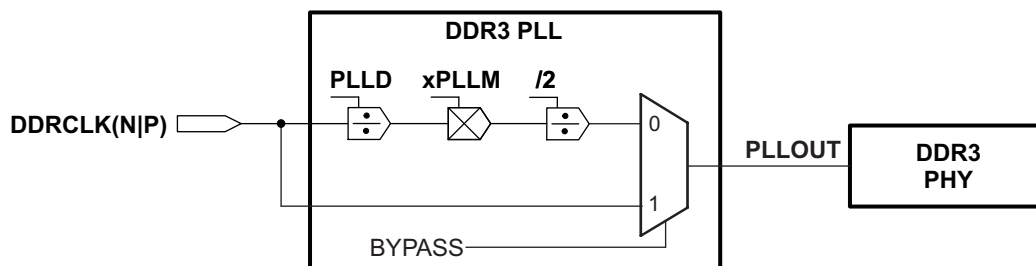 DDR3 PLL
PLLD xPLLM /2
DDRCLK(N|P)
0
PLLOUT
DDR3
PHY
1
BYPASS